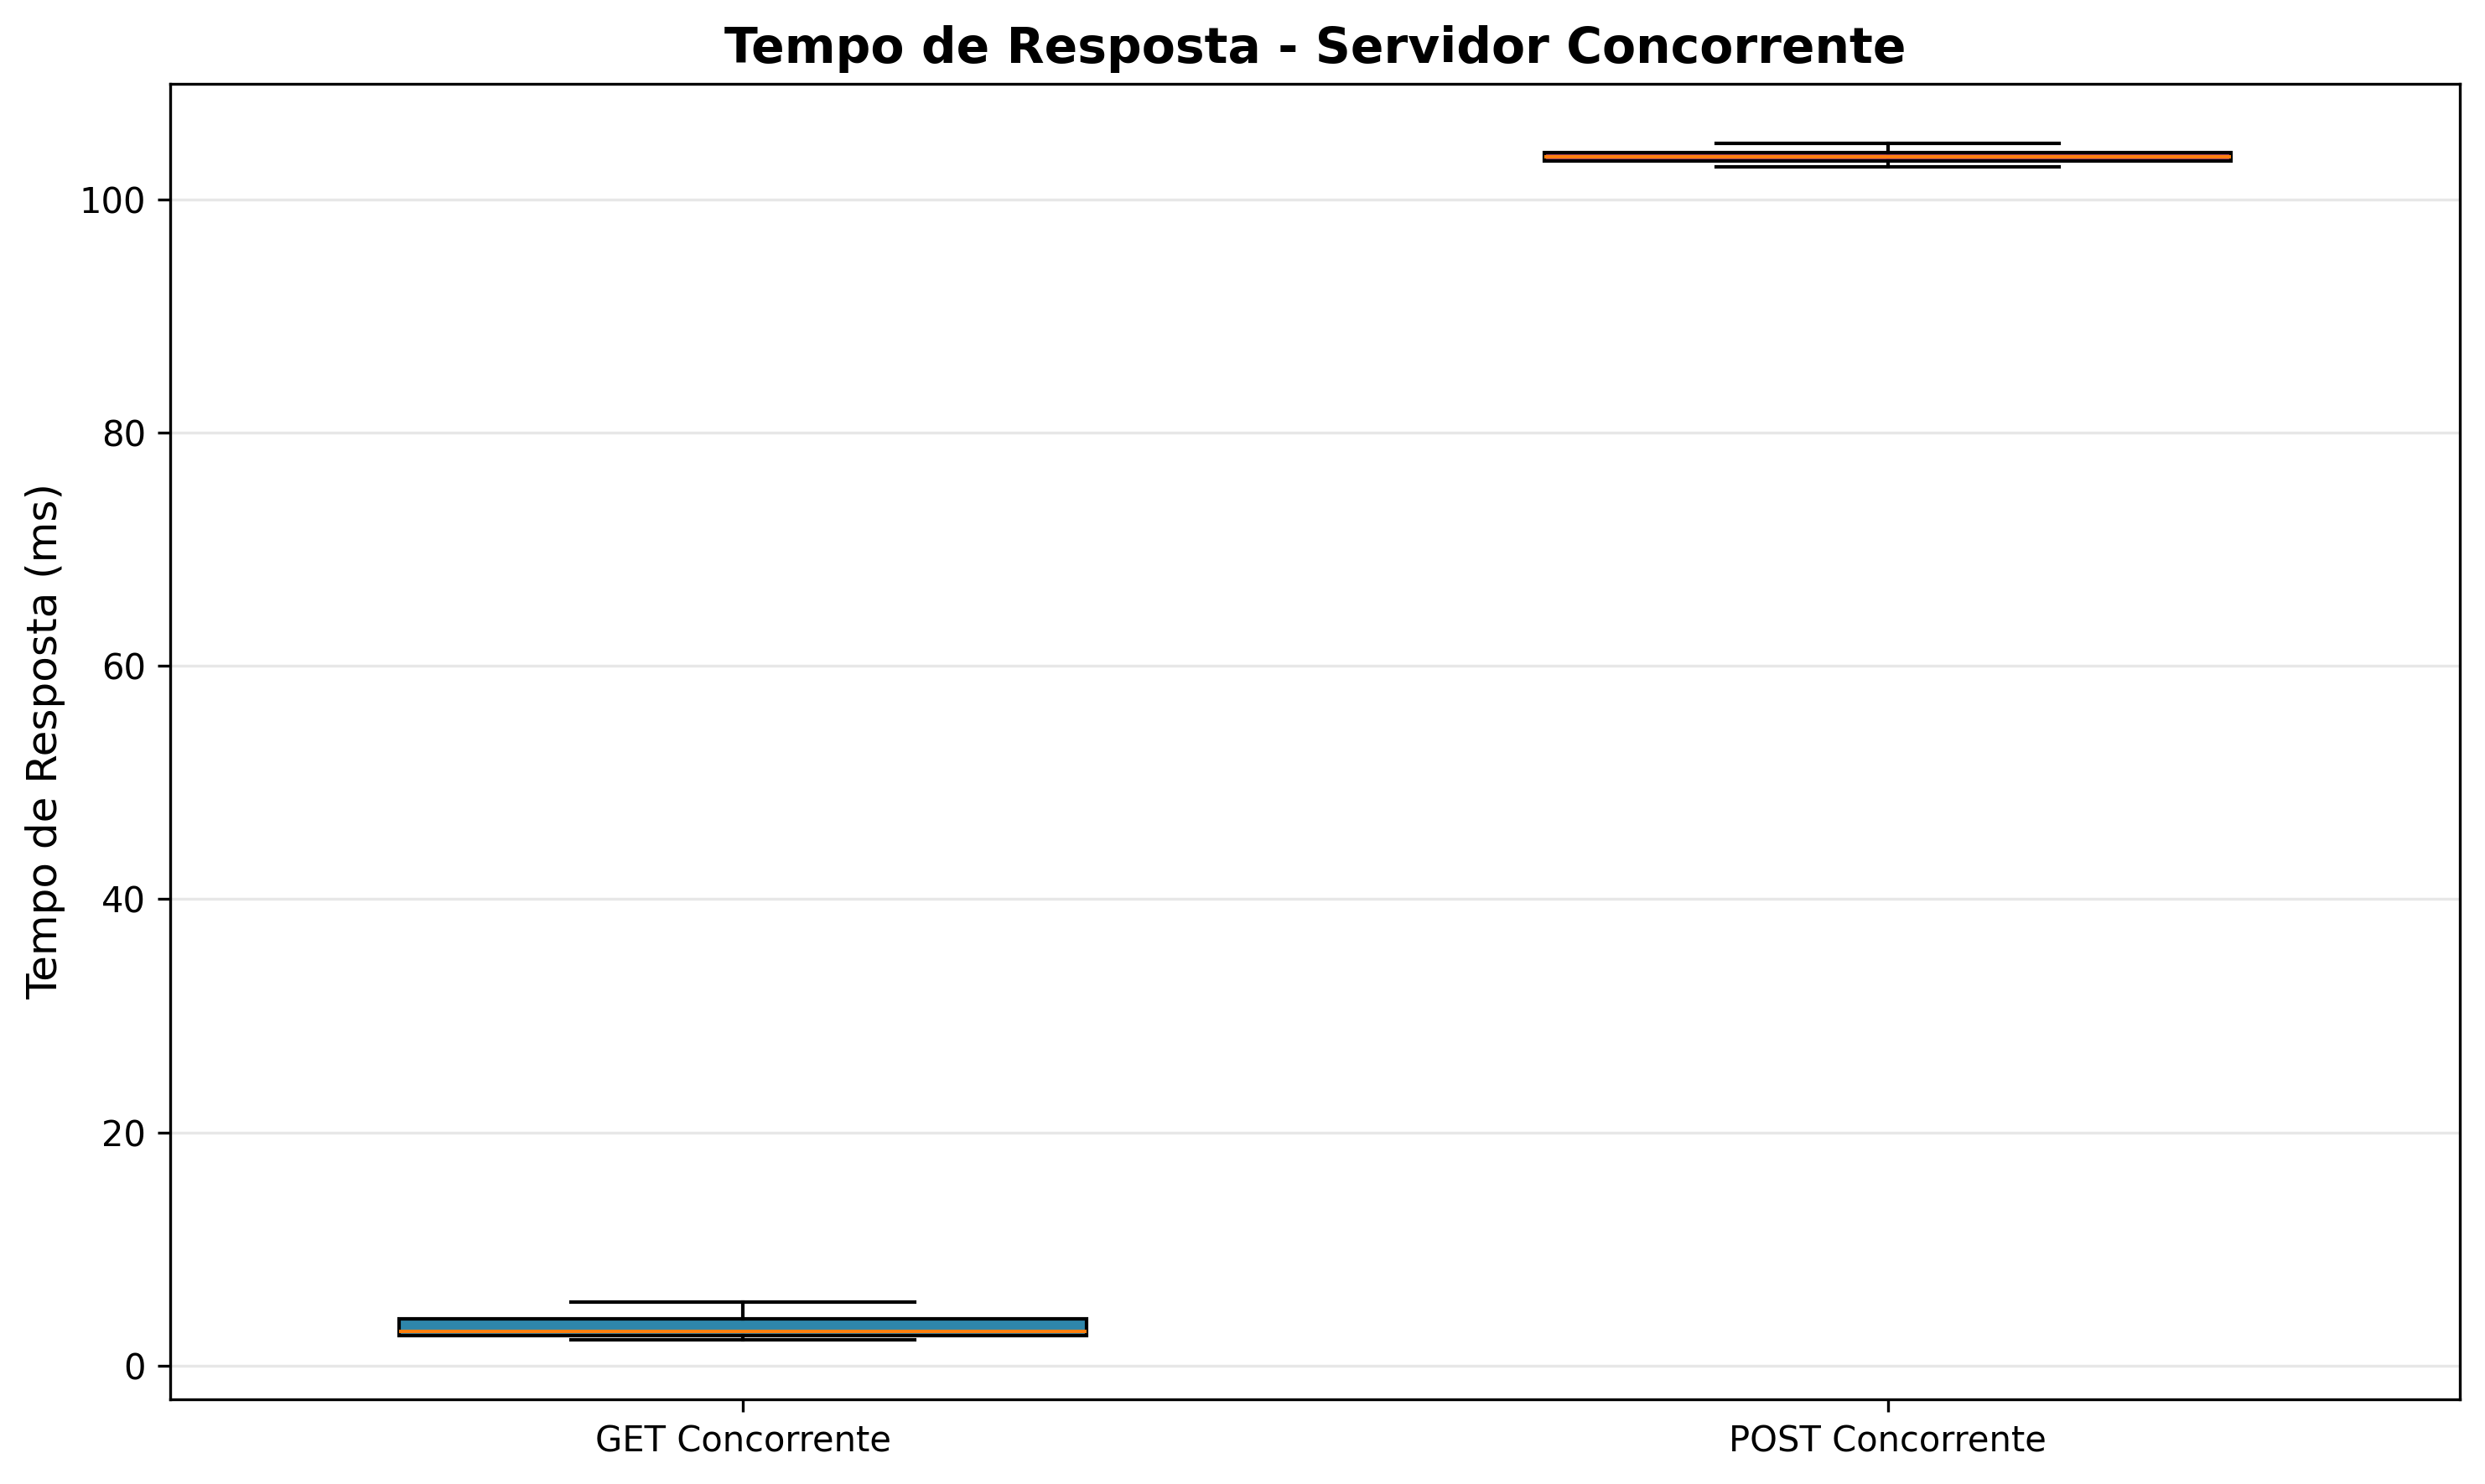 Tempo de Resposta - Servidor Concorrente
Tempo de Resposta (ms)
100
80
60
40
20
0
GET Concorrente
POST Concorrente